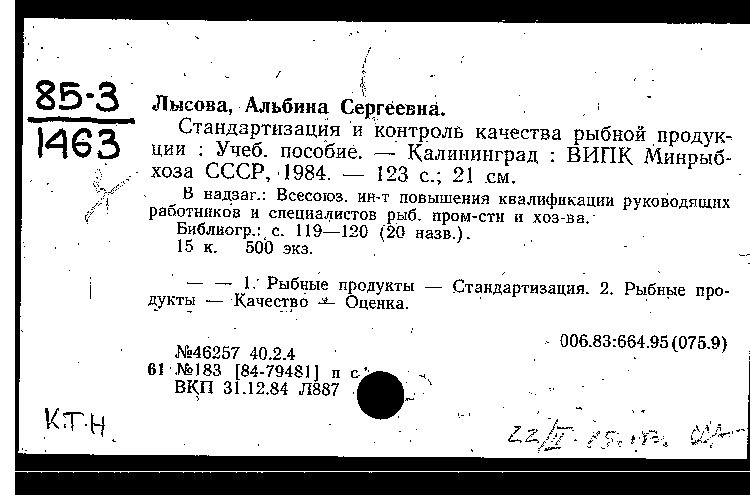 85-3
1463
Лысова, Альбина Сергеевна.
Стандартизация и контроль качества рыбной продук-
ции : Учеб. пособие. — Калининград : ВИПК Минрыб-
хоза СССР, 1984. — 123 с.; 21 см.
В надзаг.: Всесоюз. ин-т повышения квалификации руководящих
работников и специалистов рыб. пром-сти и хоз-ва.
Библиогр.: с. 119—120 (20 назв.).
15 к. 500 экз.
— — 1. Рыбные продукты — Стандартизация. 2. Рыбные про-
дукты — Качество — Оценка.
006.83:664.95(075.9)
№46257 40.2.4
61 №183 [84-79481] п
ВКП 31.12.84 Л887
К.Т.Н.
22/II